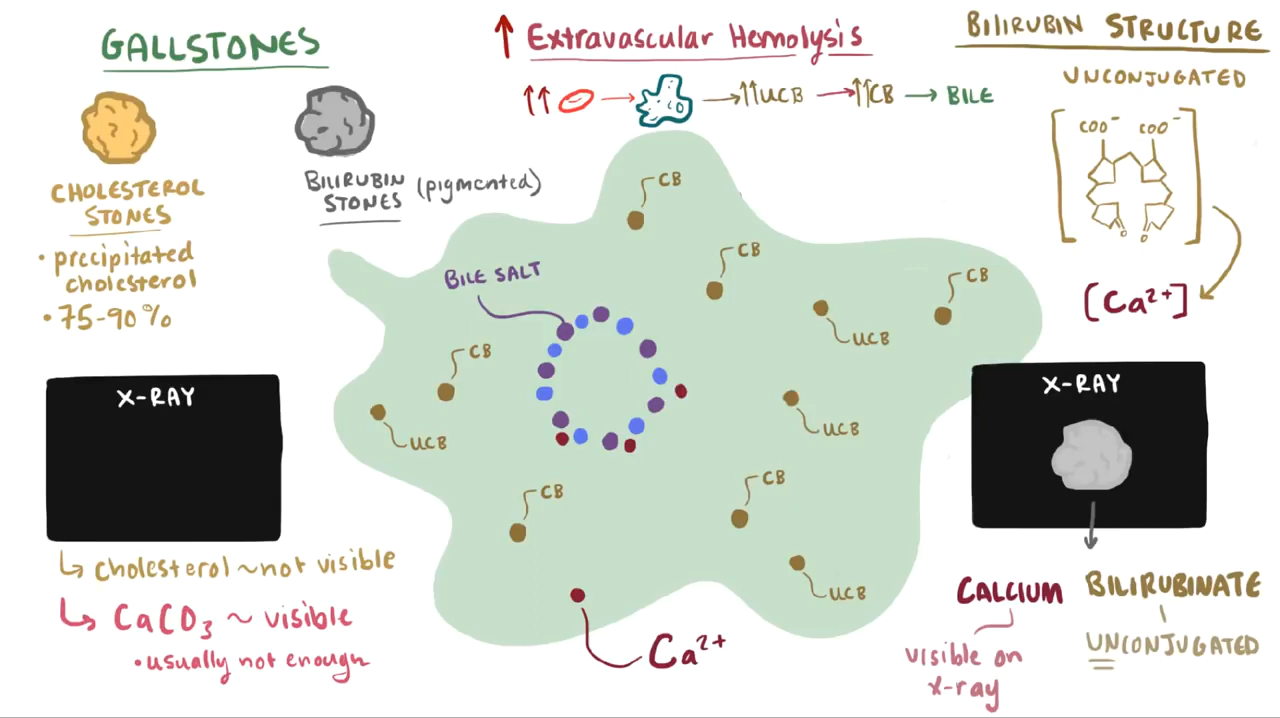 GALLSTONES
CHOLESTEROL
STONES
• precipitated
cholesterol
• 75-90%
BILIRUBIN (pigmented)
STONES
X-RAY
↳ cholesterol ~ not visible
↳ CaCO3 ~ visible
• usually not enough
↑ Extravascular Hemolysis
↑↑ → → ↑↑UCB → ↑↑CB → BILE
CB
CB
CB
BILE SALT
UCB
CB
UCB
UCB
CB
CB
UCB
Ca2+
BILIRUBIN STRUCTURE
UNCONJUGATED
COO- COO-
[Ca2+]
X-RAY
CALCIUM BILIRUBINATE
visible on
x-ray
UNCONJUGATED